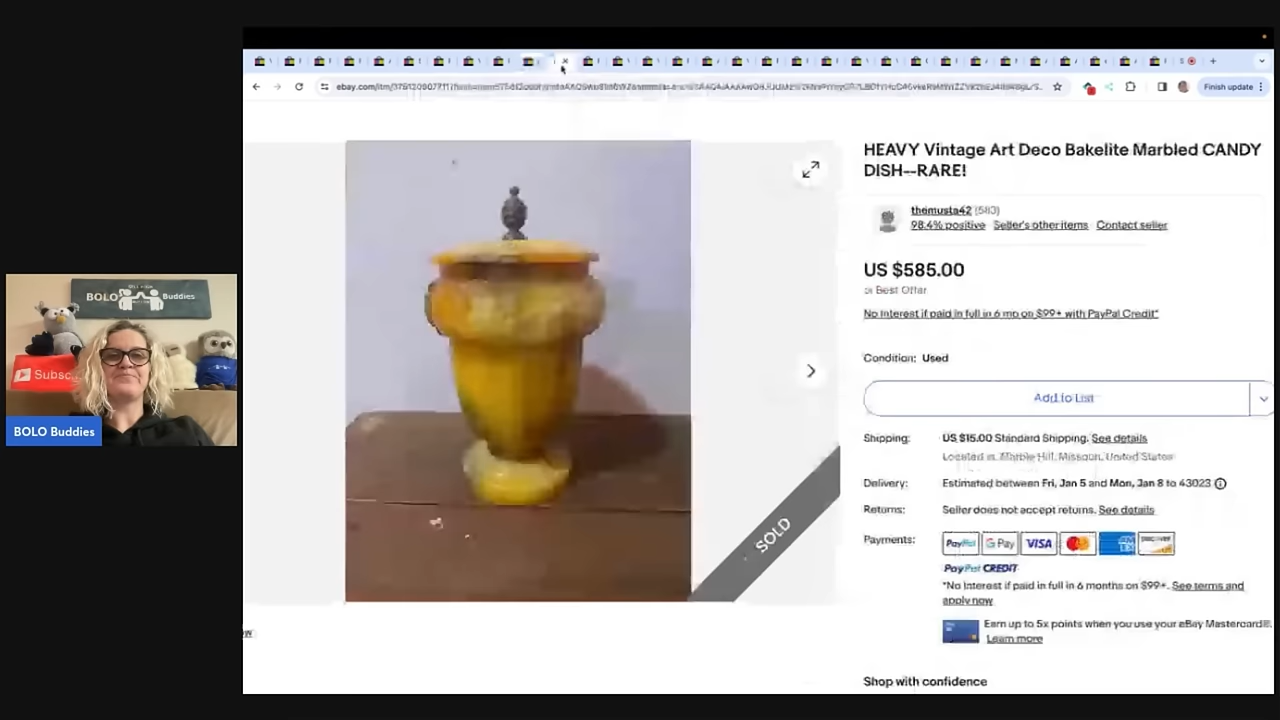 Finish update
HEAVY Vintage Art Deco Bakelite Marbled CANDY
DISH--RARE!
themusta42 (583)
98.4% positive Seller's other items Contact seller
US $585.00
or Best Offer
No Interest if paid in full in 6 mo on $99+ with PayPal Credit*
Condition: Used
Add to List
Shipping: US $15.00 Standard Shipping. See details
Located in: Marble Hill, Missouri, United States
Delivery: Estimated between Fri, Jan 5 and Mon, Jan 8 to 43023
Returns: Seller does not accept returns. See details
Payments: PayPal G Pay VISA MasterCard DISCOVER
PayPal CREDIT
*No Interest if paid in full in 6 months on $99+. See terms and
apply now
Earn up to 5x points when you use your eBay Mastercard®.
Learn more
Shop with confidence
SOLD
BOLO Buddies
Subsc
BOLO Buddies